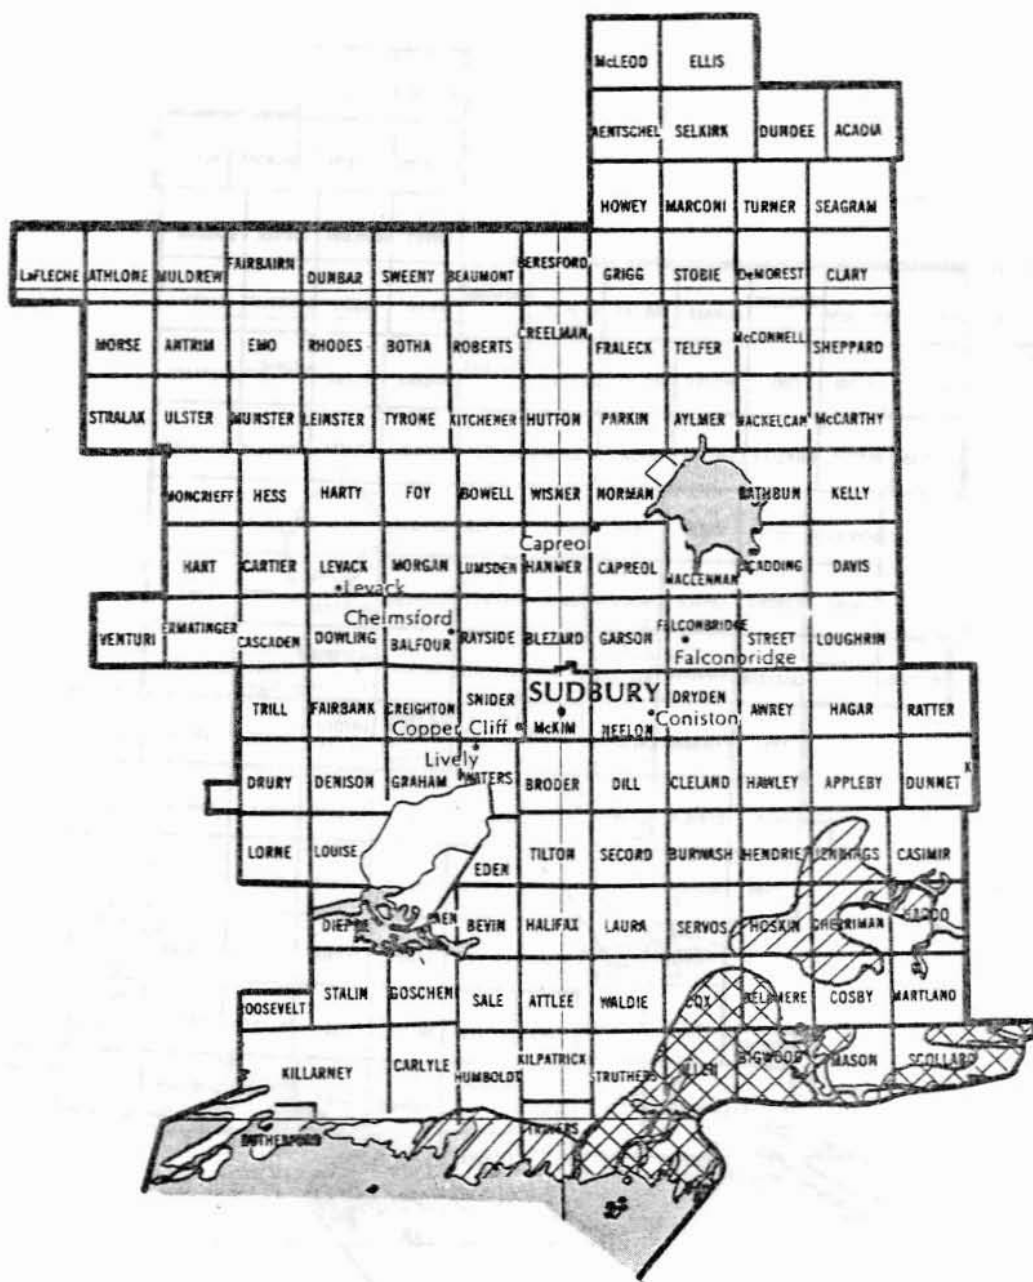 McLEOD ELLIS
AENTSCHEL SELKIRK DUNDEE ACADIA
HOWEY MARCONI TURNER SEAGRAM
LaFLECHE ATHLONE MULDREW FAIRBAIRN DUNBAR SWEENY BEAUMONT BERESFORD GRIGG STOBIE DeMOREST CLARY
MORSE ANTRIM EMO RHODES BOTHA ROBERTS CREELMAN FRALECK TELFER McCONNELL SHEPPARD
STRALAK ULSTER MUNSTER LEINSTER TYRONE KITCHENER HUTTON PARKIN AYLMER MACKELCAN McCARTHY
MONCRIEFF HESS HARTY FOY BOWELL WISNER NORMAN RATHBUN KELLY
Capreol
HART CARTIER LEVACK MORGAN LUMSDEN HANMER CAPREOL MACLENNAN SCADDING DAVIS
Levack
Chelmsford
VENTURI ERMATINGER CASCADEN DOWLING BALFOUR RAYSIDE BLEZARD GARSON FALCONBRIDGE STREET LOUGHRIN
Falconbridge
TRILL FAIRBANK CREIGHTON SNIDER SUDBURY DRYDEN AWREY HAGAR RATTER
Copper Cliff McKIM NEELON Coniston
Lively
DRURY DENISON GRAHAM WATERS BRODER DILL CLELAND HAWLEY APPLEBY DUNNET X
LORNE LOUISE EDEN TILTON SECORD BURWASH HENDRIE JENNINGS CASIMIR
DIEPPE BEVIN HALIFAX LAURA SERVOS HOSKIN CHERRIMAN HADDO
ROOSEVELT STALIN GOSCHEN SALE ATTLEE WALDIE COX DELAMERE COSBY MARTLAND
KILLARNEY CARLYLE HUMBOLDT KILPATRICK STRUTHERS ALLEN BIGWOOD MASON SCOLLARD
RUTHERFORD